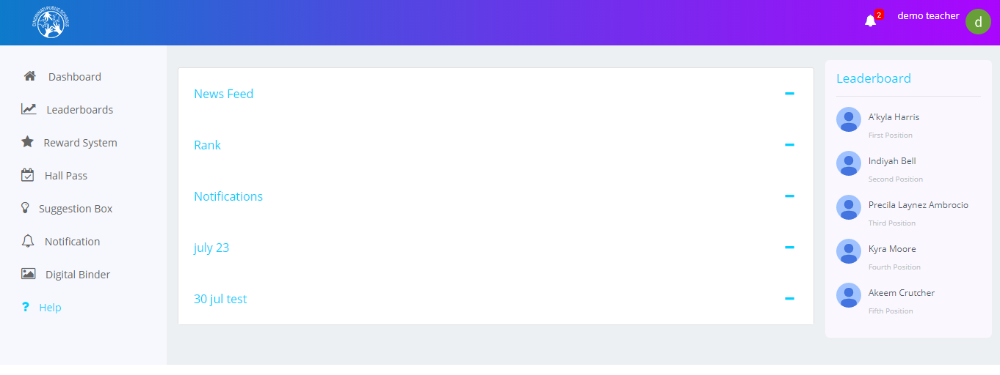 CINCINNATI PUBLIC SCHOOLS
2
demo teacher
d
Dashboard
Leaderboards
Reward System
Hall Pass
Suggestion Box
Notification
Digital Binder
? Help
News Feed
Rank
Notifications
july 23
30 jul test
Leaderboard
A'kyla Harris
First Position
Indiyah Bell
Second Position
Precila Laynez Ambrocio
Third Position
Kyra Moore
Fourth Position
Akeem Crutcher
Fifth Position